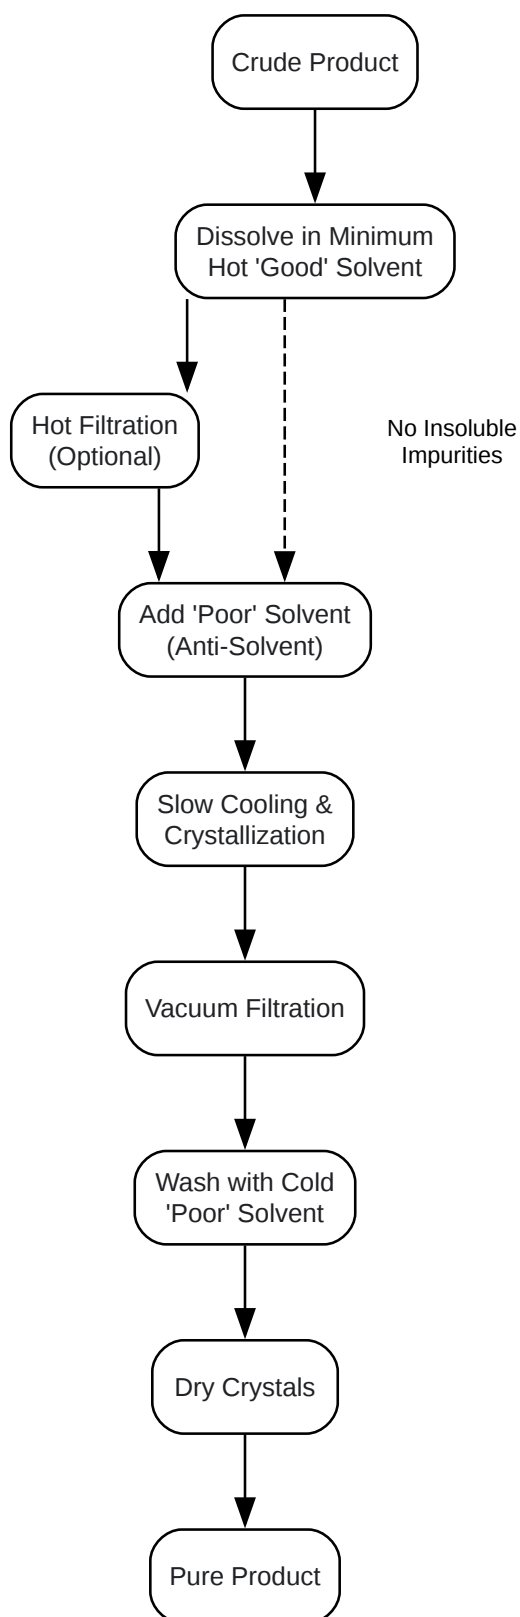 Crude Product
Dissolve in Minimum
Hot 'Good' Solvent
Hot Filtration
(Optional)
No Insoluble
Impurities
Add 'Poor' Solvent
(Anti-Solvent)
Slow Cooling &
Crystallization
Vacuum Filtration
Wash with Cold
'Poor' Solvent
Dry Crystals
Pure Product